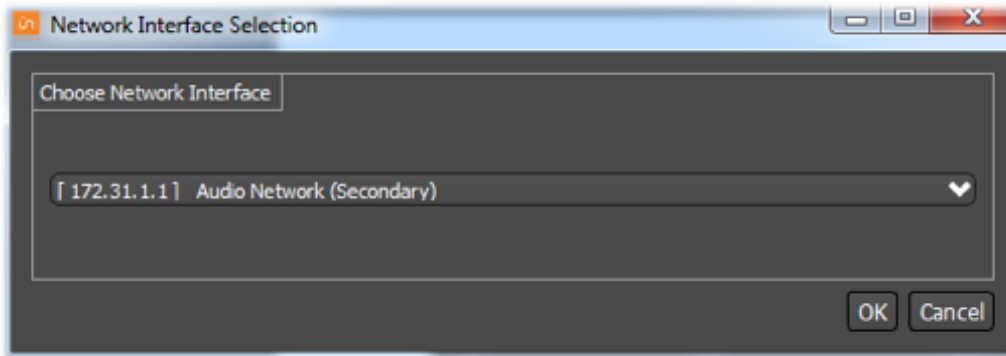 Network Interface Selection
Choose Network Interface
[ 172.31.1.1] Audio Network (Secondary)
OK Cancel